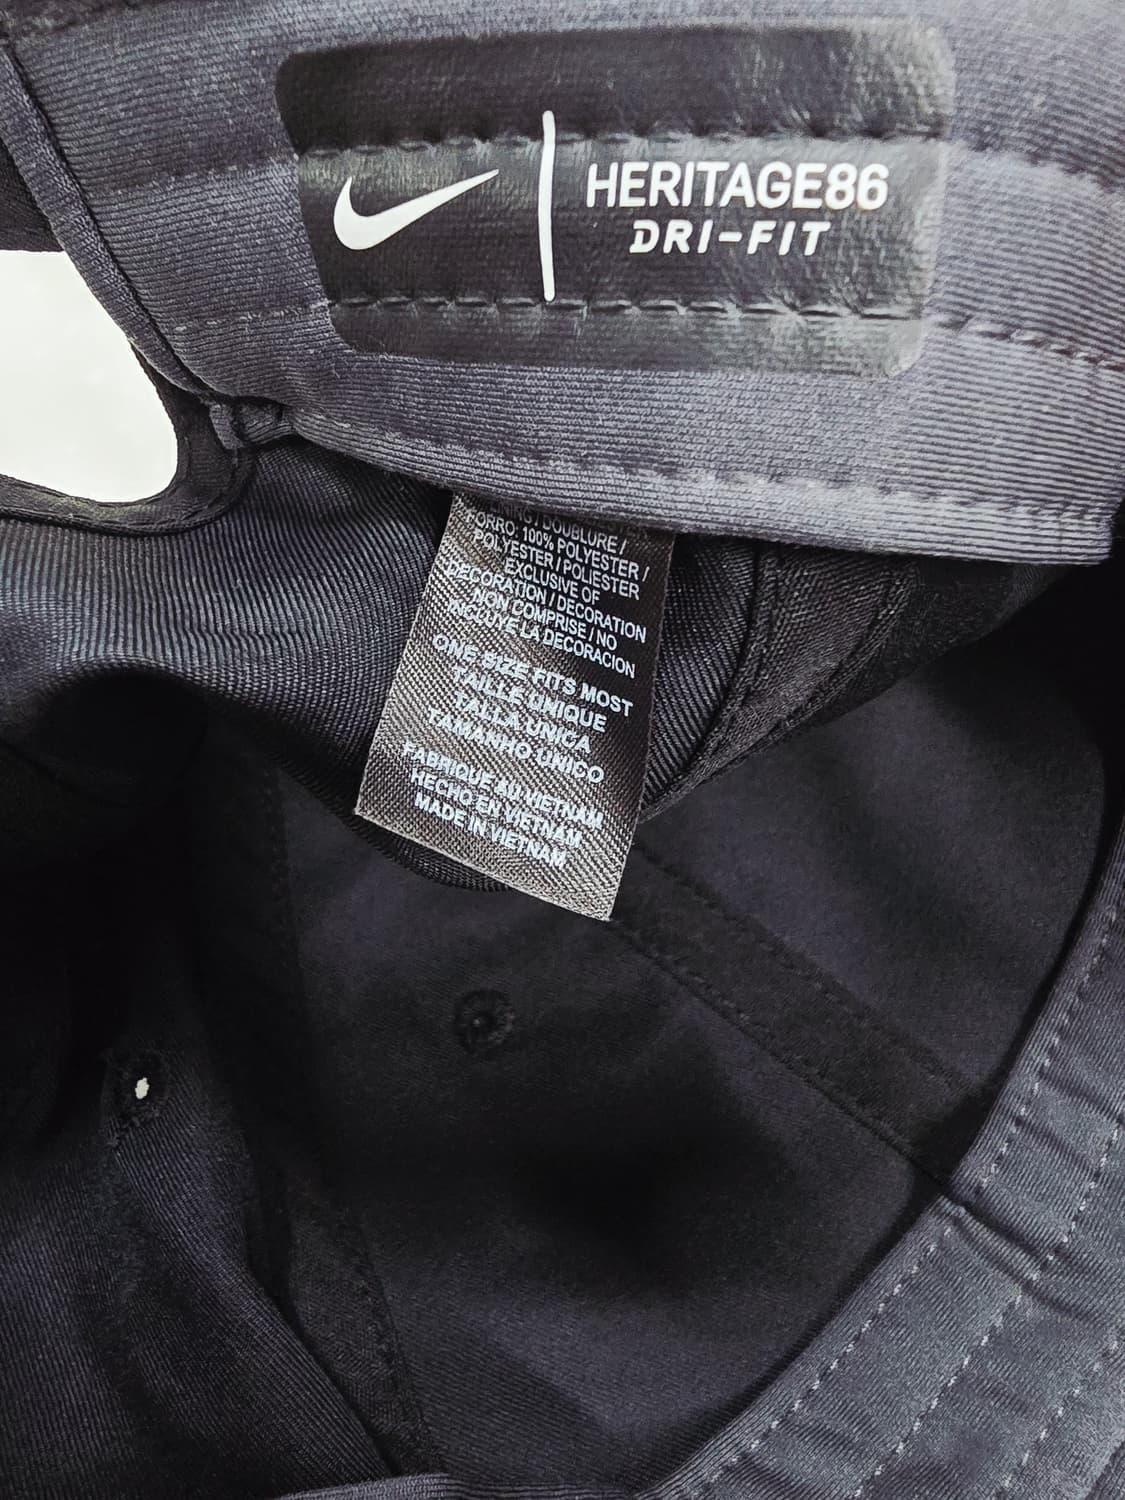 HERITAGE86
DRI-FIT
DOUBLURE /
FORRO: 100% POLYESTER /
POLYESTER / POLIESTER
EXCLUSIVE OF
DECORATION / DECORATION
NON COMPRISE / NO
INCLUYE LA DECORACION
ONE SIZE FITS MOST
TAILLE UNIQUE
TALLA UNICA
TAMANHO UNICO
FABRIQUE AU VIETNAM
HECHO EN VIETNAM
MADE IN VIETNAM